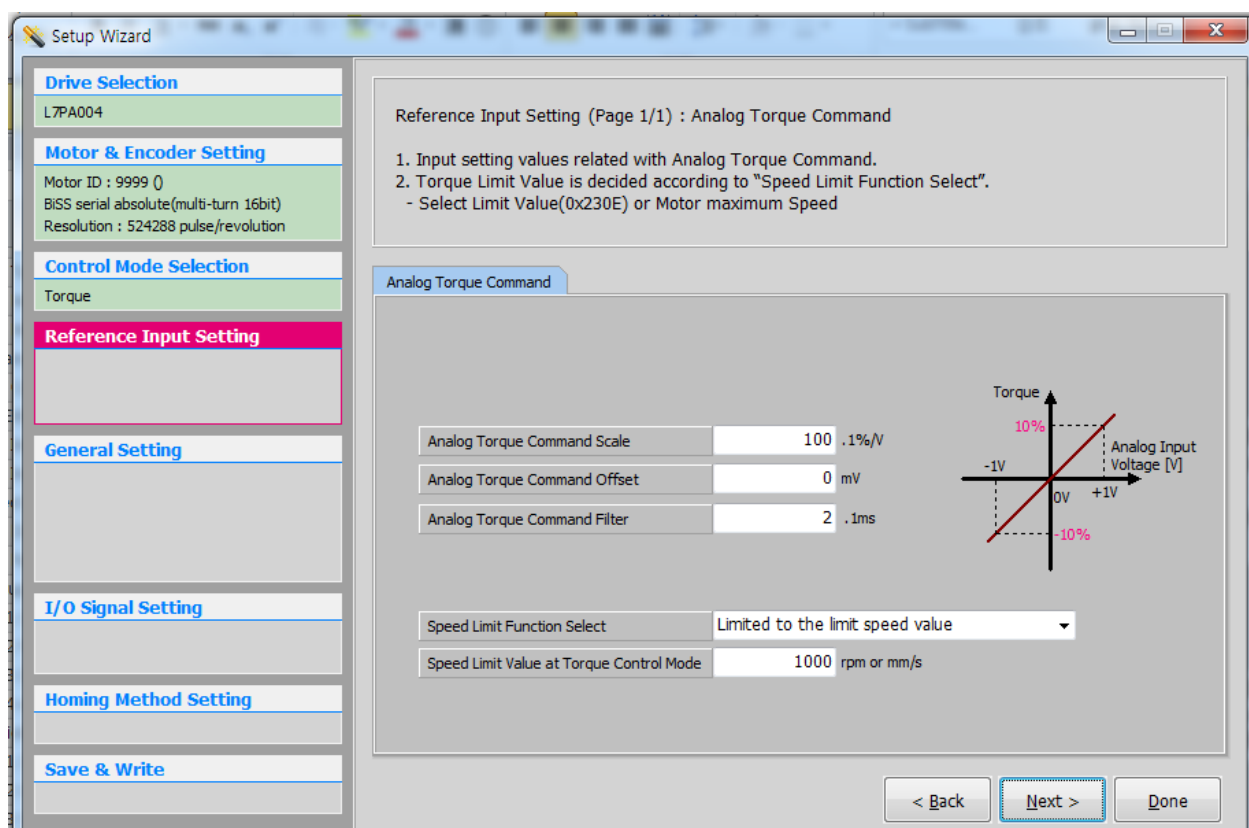 Setup Wizard
Drive Selection
L7PA004
Motor & Encoder Setting
Motor ID : 9999 ()
BiSS serial absolute(multi-turn 16bit)
Resolution : 524288 pulse/revolution
Control Mode Selection
Torque
Reference Input Setting
General Setting
I/O Signal Setting
Homing Method Setting
Save & Write
Reference Input Setting (Page 1/1) : Analog Torque Command
1. Input setting values related with Analog Torque Command.
2. Torque Limit Value is decided according to “Speed Limit Function Select”.
- Select Limit Value(0x230E) or Motor maximum Speed
Analog Torque Command
Analog Torque Command Scale 100 .1%/V
Analog Torque Command Offset 0 mV
Analog Torque Command Filter 2 .1ms
Torque
10%
Analog Input
Voltage [V]
-1V
0V +1V
-10%
Speed Limit Function Select Limited to the limit speed value
Speed Limit Value at Torque Control Mode 1000 rpm or mm/s
< Back Next > Done